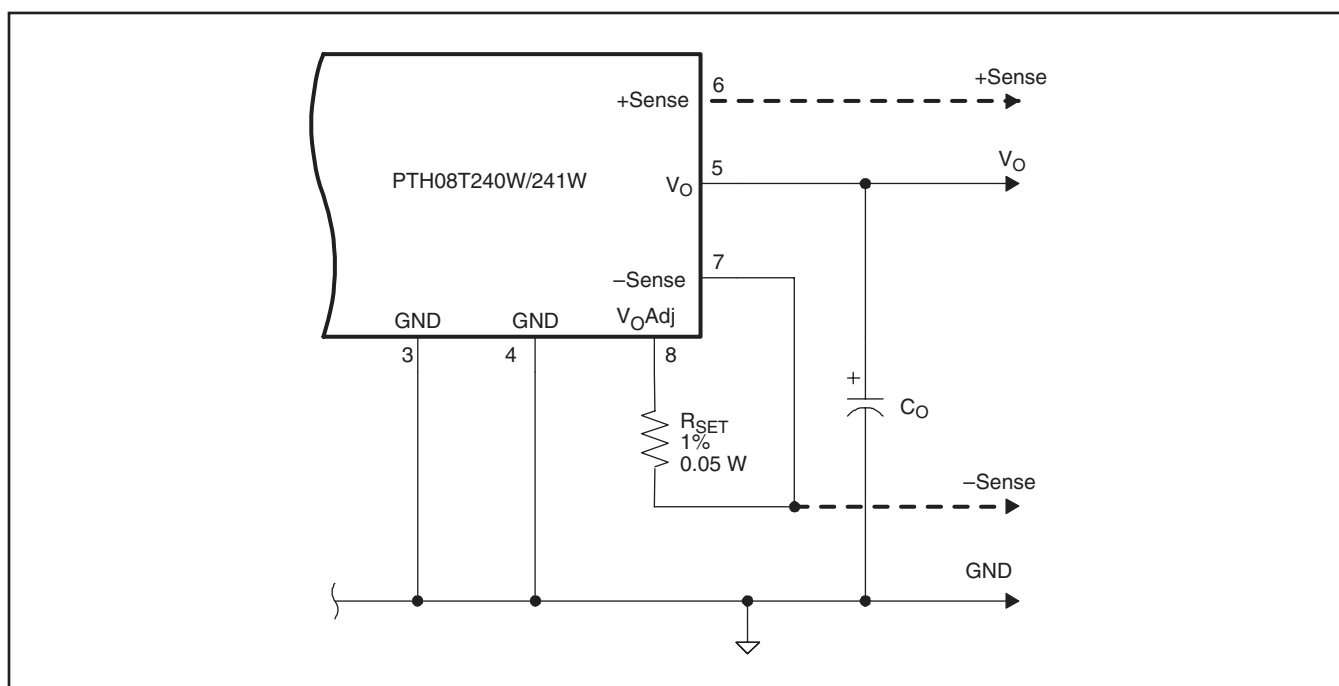 6
+Sense
+Sense
PTH08T240W/241W
5
V_O
V_O
7
–Sense
GND
GND
V_OAdj
3
4
8
R_SET
1%
0.05 W
+
C_O
–Sense
GND